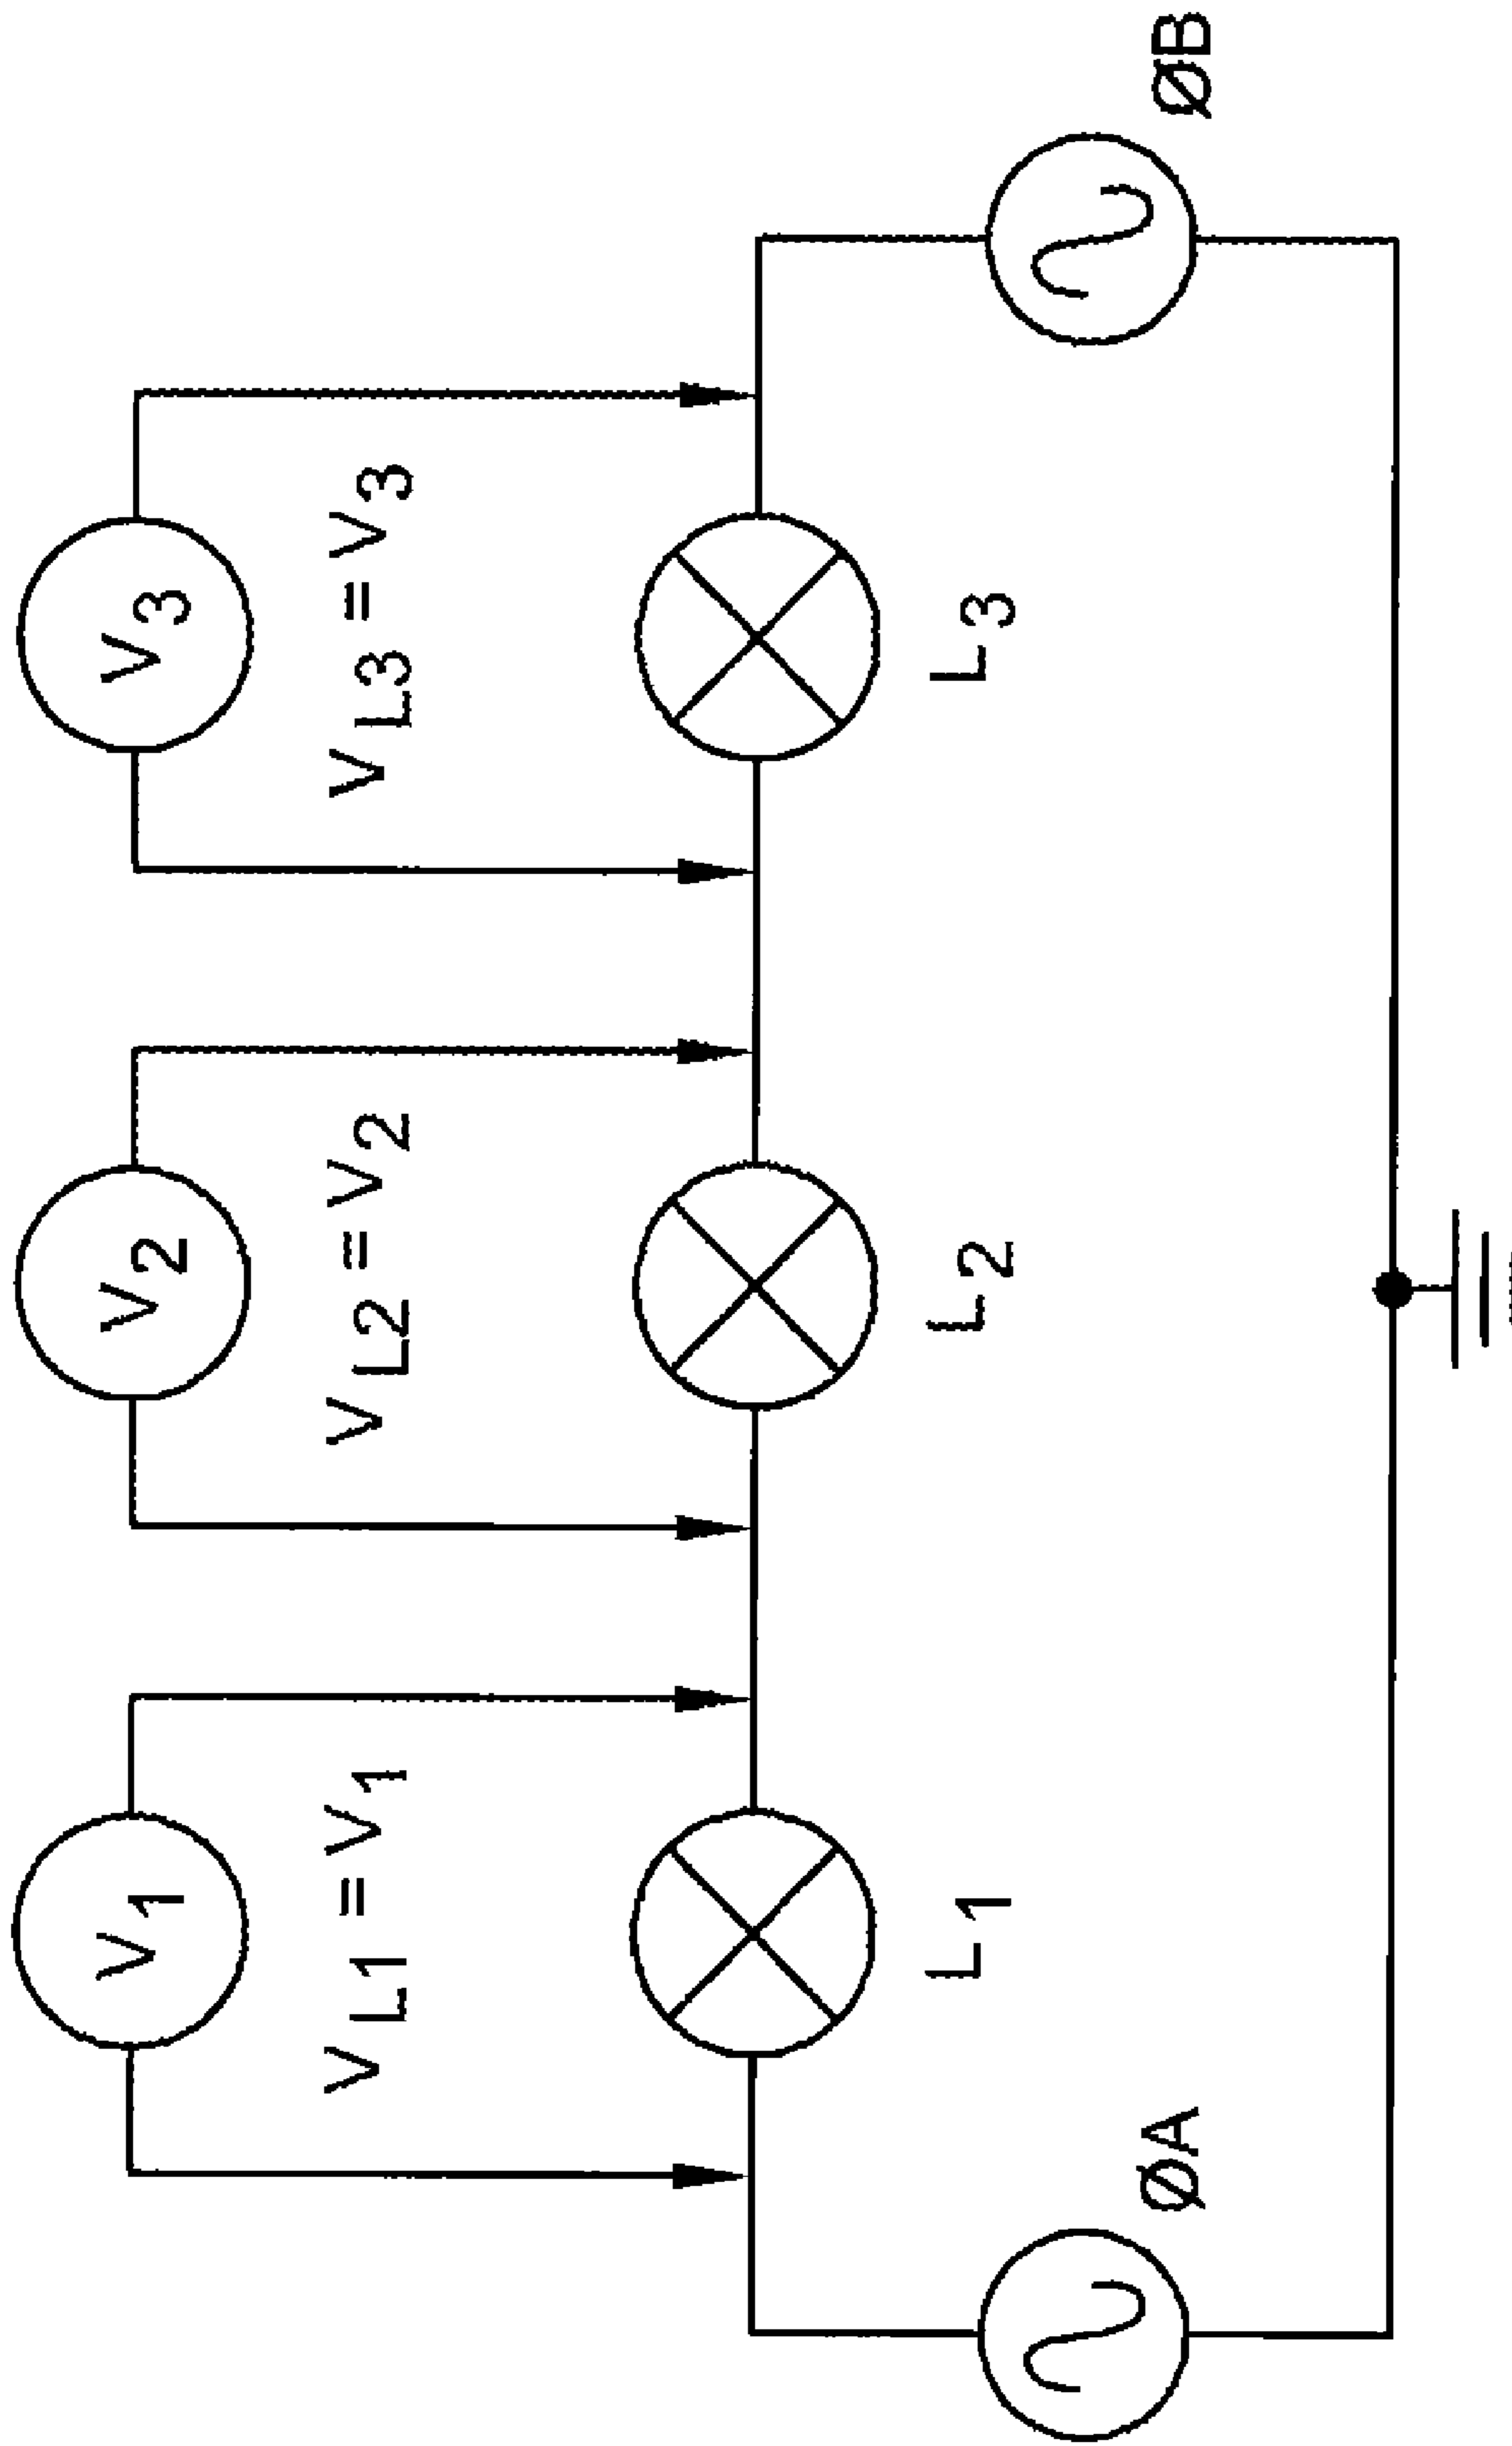 V1 V2 V3
VL1 = V1 VL2 = V2 VL3 = V3
L1 L2 L3
ØA ØB